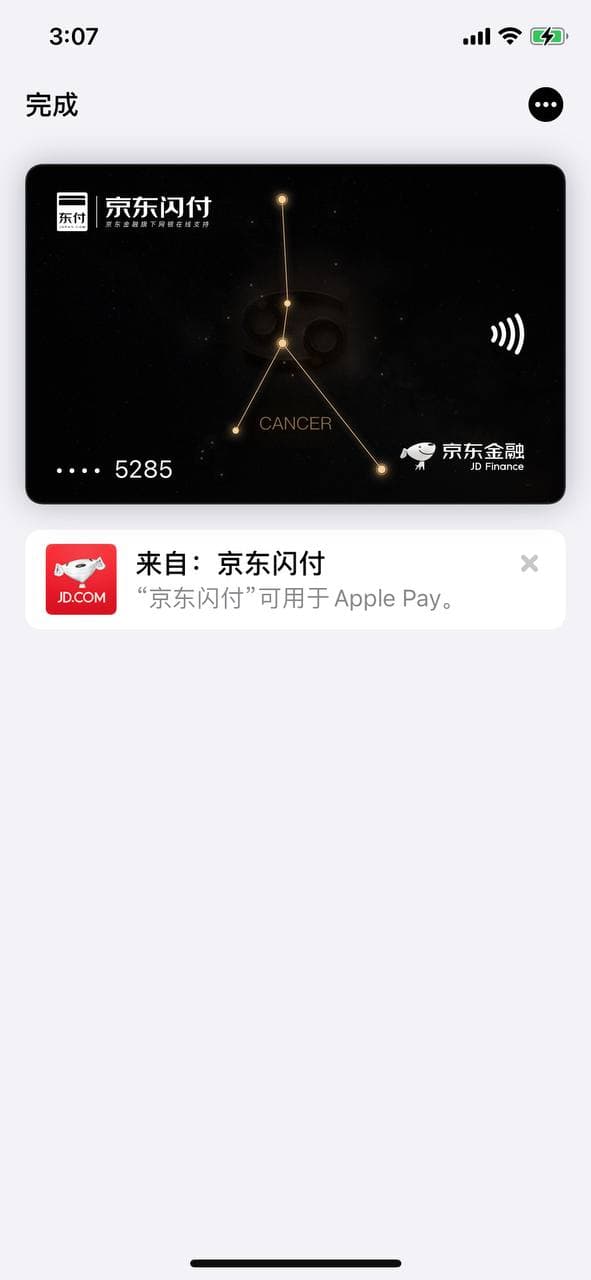 3:07
完成
东付
京东闪付
京东金融旗下网银在线支持
CANCER
•••• 5285
京东金融
JD Finance
JD.COM
来自：京东闪付
“京东闪付”可用于 Apple Pay。